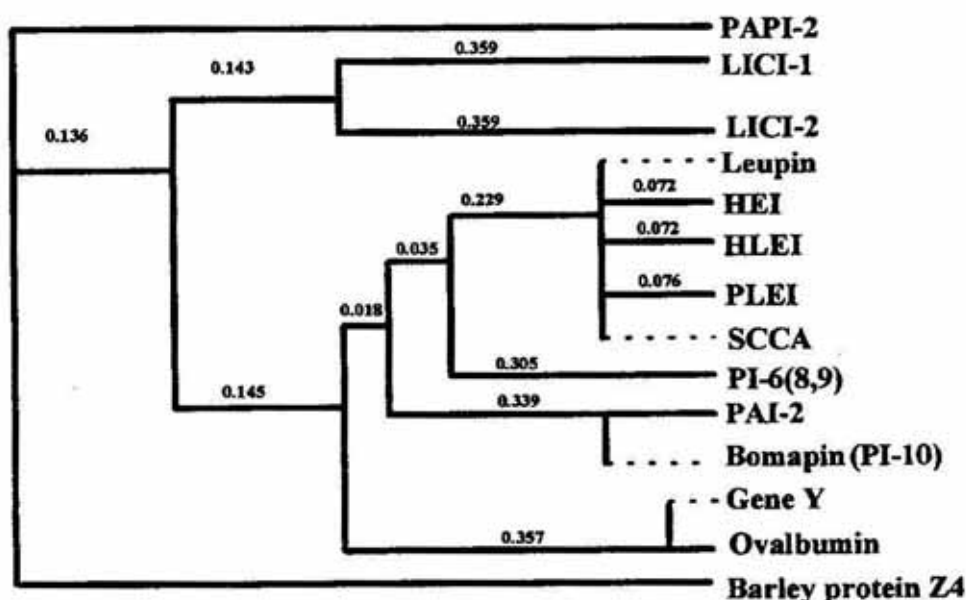 PAPI-2
0.359
LICI-1
0.143
0.136
0.359
LICI-2
Leupin
0.072
HEI
0.229
0.072
HLEI
0.035
0.076
PLEI
0.018
SCCA
0.305
PI-6(8,9)
0.145
0.339
PAI-2
Bomapin (PI-10)
Gene Y
0.357
Ovalbumin
Barley protein Z4